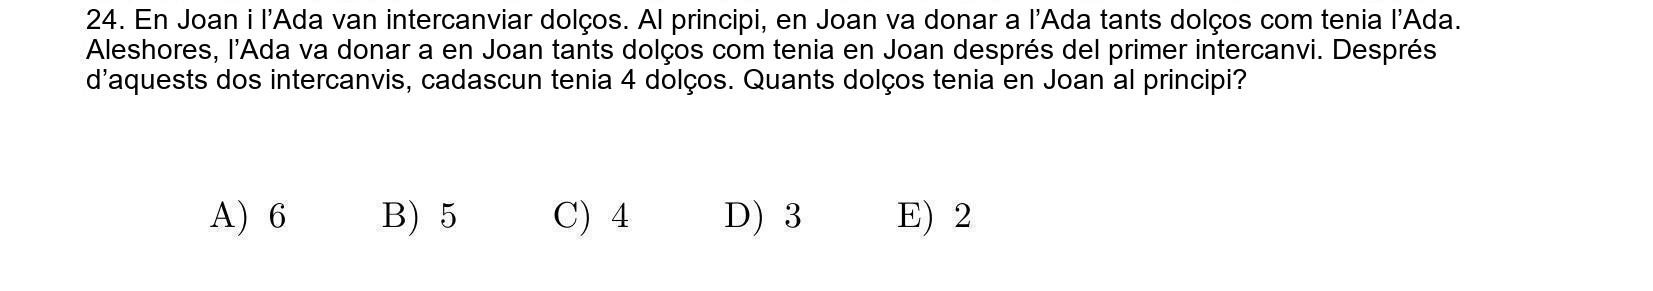 24. En Joan i l’Ada van intercanviar dolços. Al principi, en Joan va donar a l’Ada tants dolços com tenia l’Ada.
Aleshores, l’Ada va donar a en Joan tants dolços com tenia en Joan després del primer intercanvi. Després
d’aquests dos intercanvis, cadascun tenia 4 dolços. Quants dolços tenia en Joan al principi?
A) 6 B) 5 C) 4 D) 3 E) 2